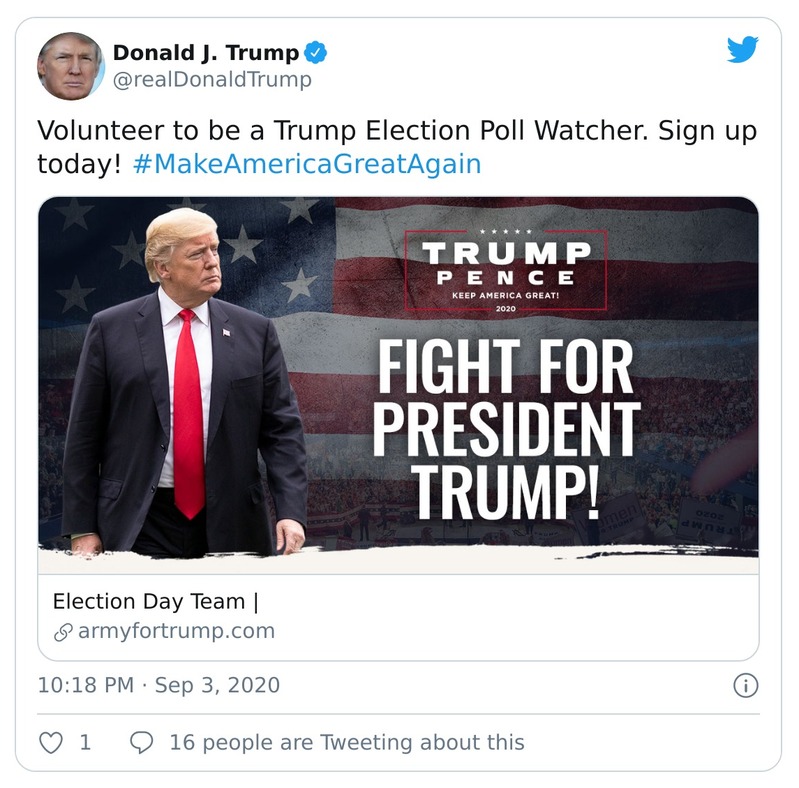 Donald J. Trump
@realDonaldTrump
Volunteer to be a Trump Election Poll Watcher. Sign up
today! #MakeAmericaGreatAgain
TRUMP
PENCE
KEEP AMERICA GREAT!
2020
FIGHT FOR
PRESIDENT
TRUMP!
Election Day Team |
armyfortrump.com
10:18 PM · Sep 3, 2020
1 16 people are Tweeting about this